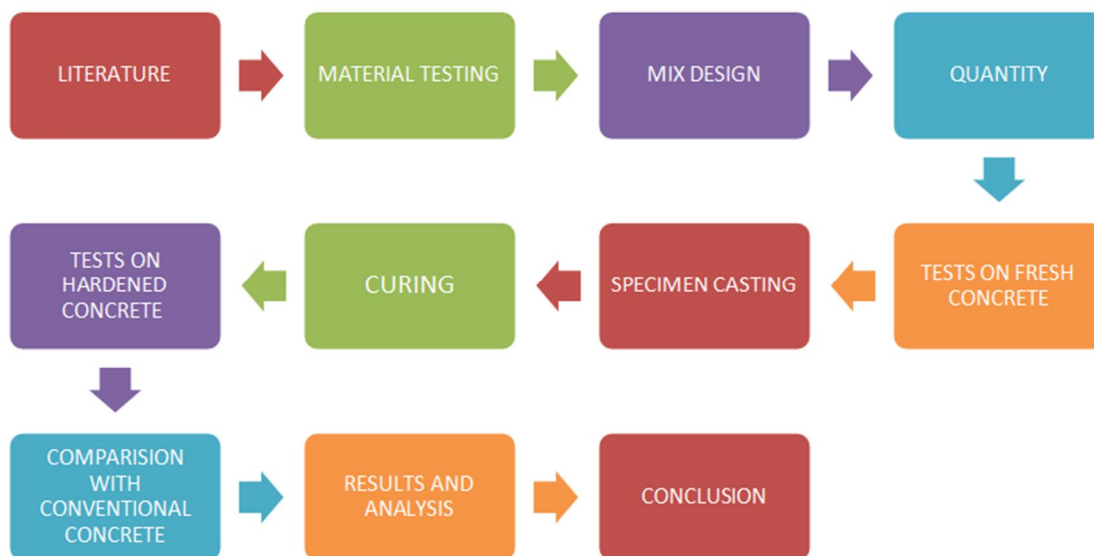 LITERATURE
MATERIAL TESTING
MIX DESIGN
QUANTITY
TESTS ON FRESH
CONCRETE
SPECIMEN CASTING
CURING
TESTS ON
HARDENED
CONCRETE
COMPARISION
WITH
CONVENTIONAL
CONCRETE
RESULTS AND
ANALYSIS
CONCLUSION